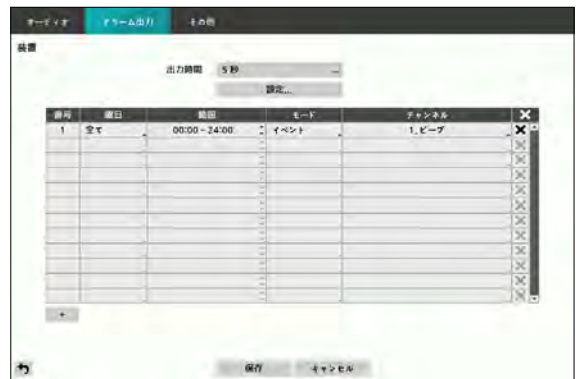 オーディオ アラーム出力 その他
装置
出力時間 5 秒
設定...
番号 曜日 範囲 モード チャンネル
1 全て 00:00 ~ 24:00 イベント 1, ビープ
+
保存 キャンセル